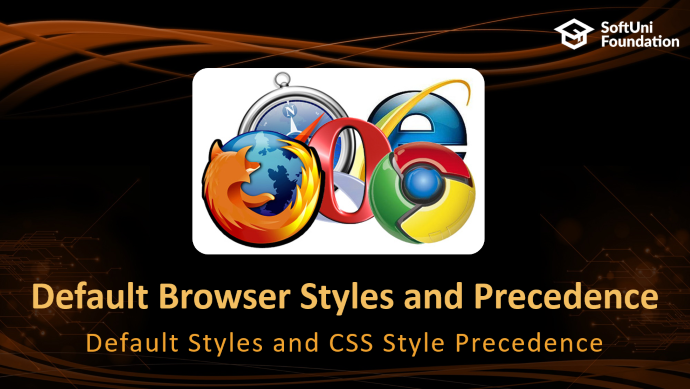 SoftUni
Foundation
Default Browser Styles and Precedence
Default Styles and CSS Style Precedence